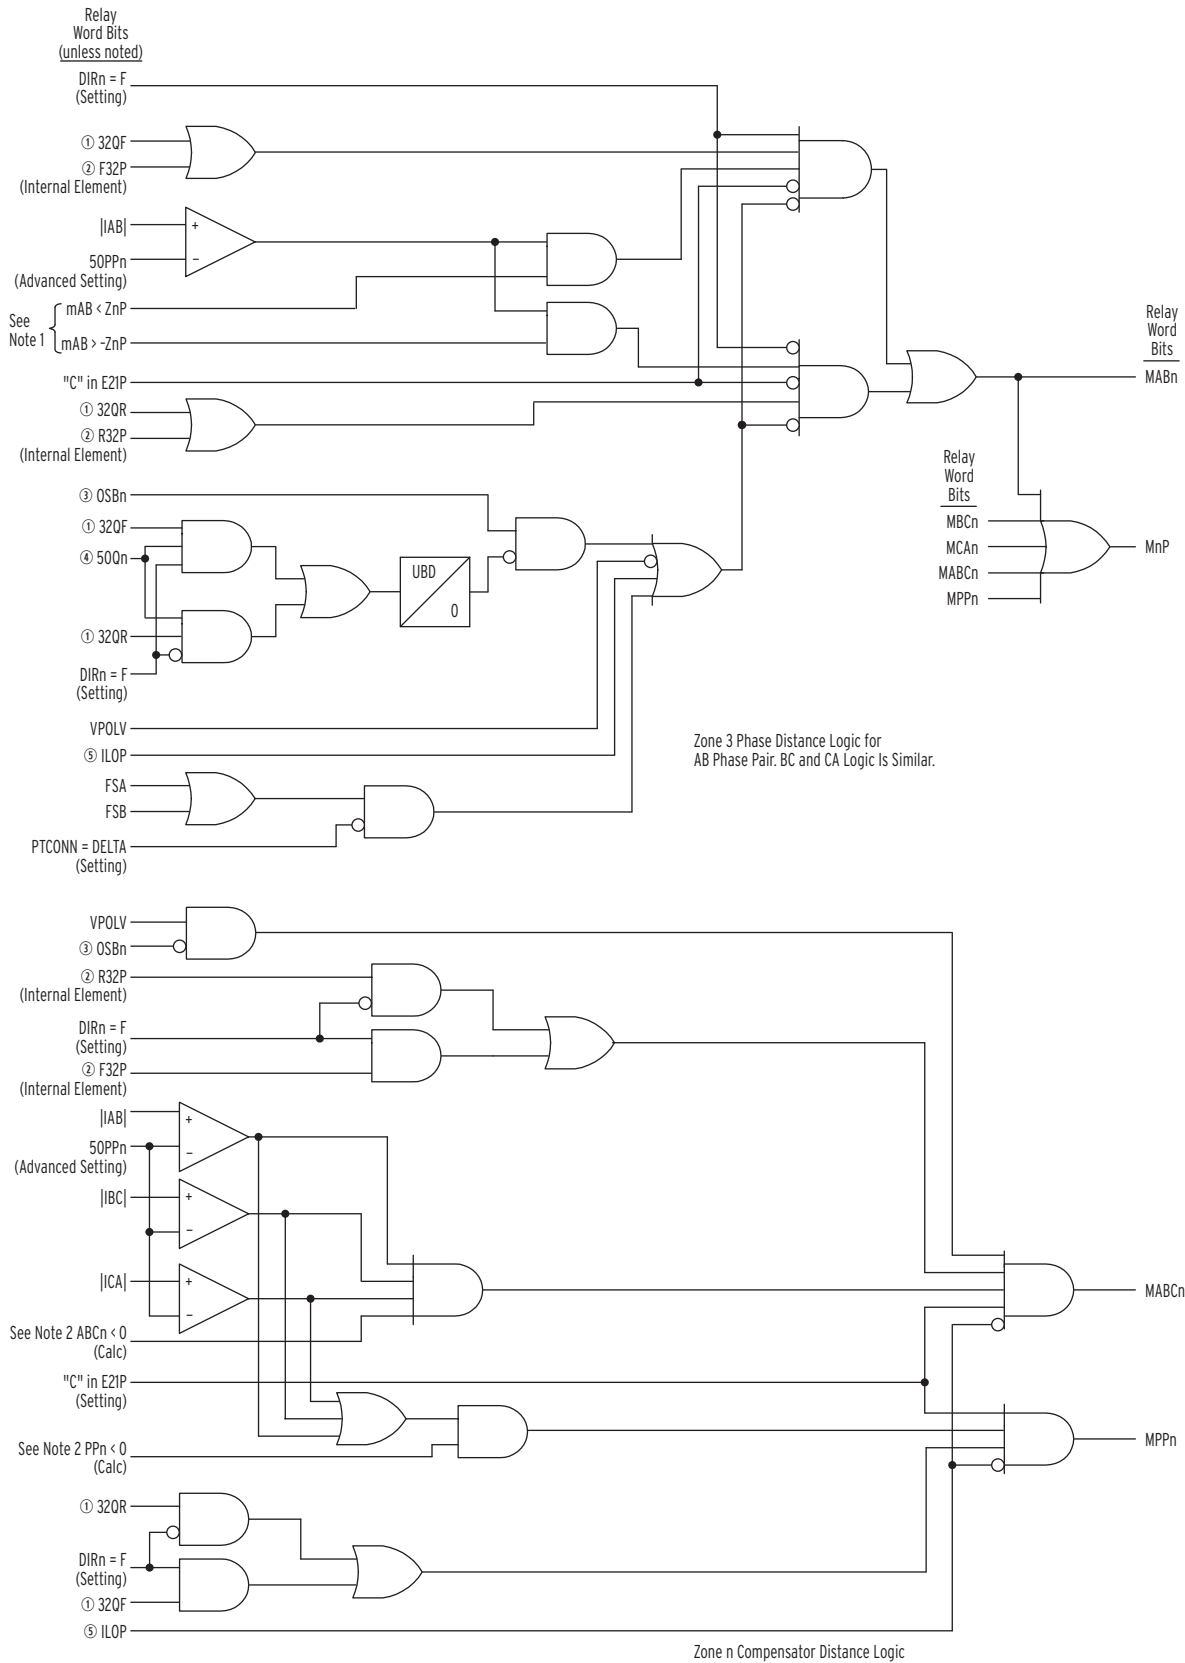 Relay
Word Bits
(unless noted)
DIRn = F
(Setting)
① 32QF
② F32P
(Internal Element)
|IAB|
+
50PPn
−
(Advanced Setting)
See
Note 1
mAB < ZnP
mAB > -ZnP
"C" in E21P
① 32QR
② R32P
(Internal Element)
Relay
Word
Bits
MABn
③ OSBn
① 32QF
④ 50Qn
UBD
0
① 32QR
DIRn = F
(Setting)
Relay
Word
Bits
MBCn
MCAn
MABCn
MPPn
MnP
VPOLV
⑤ ILOP
FSA
FSB
PTCONN = DELTA
(Setting)
Zone 3 Phase Distance Logic for
AB Phase Pair. BC and CA Logic Is Similar.
VPOLV
③ OSBn
② R32P
(Internal Element)
DIRn = F
(Setting)
② F32P
(Internal Element)
|IAB|
+
50PPn
−
(Advanced Setting)
|IBC|
+
−
|ICA|
+
−
MABCn
See Note 2 ABCn < 0
(Calc)
"C" in E21P
(Setting)
See Note 2 PPn < 0
(Calc)
MPPn
① 32QR
DIRn = F
(Setting)
① 32QF
⑤ ILOP
Zone n Compensator Distance Logic